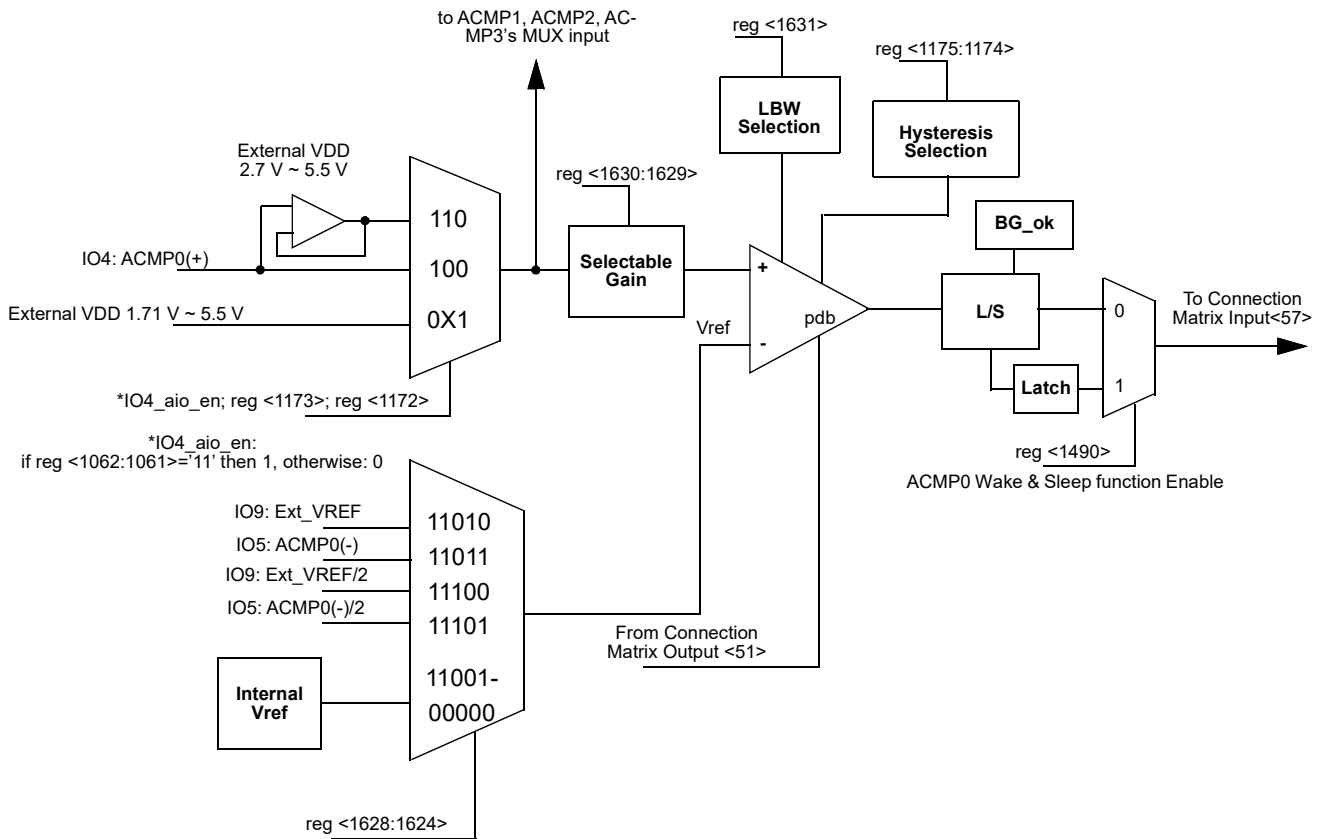 to ACMP1, ACMP2, AC-
MP3's MUX input
reg <1631>
reg <1175:1174>
LBW
Selection
Hysteresis
Selection
External VDD
2.7 V ~ 5.5 V
reg <1630:1629>
110
BG_ok
IO4: ACMP0(+)
100
Selectable
Gain
+
External VDD 1.71 V ~ 5.5 V
0X1
Vref
-
pdb
L/S
0
To Connection
Matrix Input<57>
Latch
1
*IO4_aio_en; reg <1173>; reg <1172>
*IO4_aio_en:
if reg <1062:1061>='11' then 1, otherwise: 0
reg <1490>
ACMP0 Wake & Sleep function Enable
IO9: Ext_VREF
11010
IO5: ACMP0(-)
11011
IO9: Ext_VREF/2
11100
IO5: ACMP0(-)/2
11101
From Connection
Matrix Output <51>
Internal
Vref
11001-
00000
reg <1628:1624>